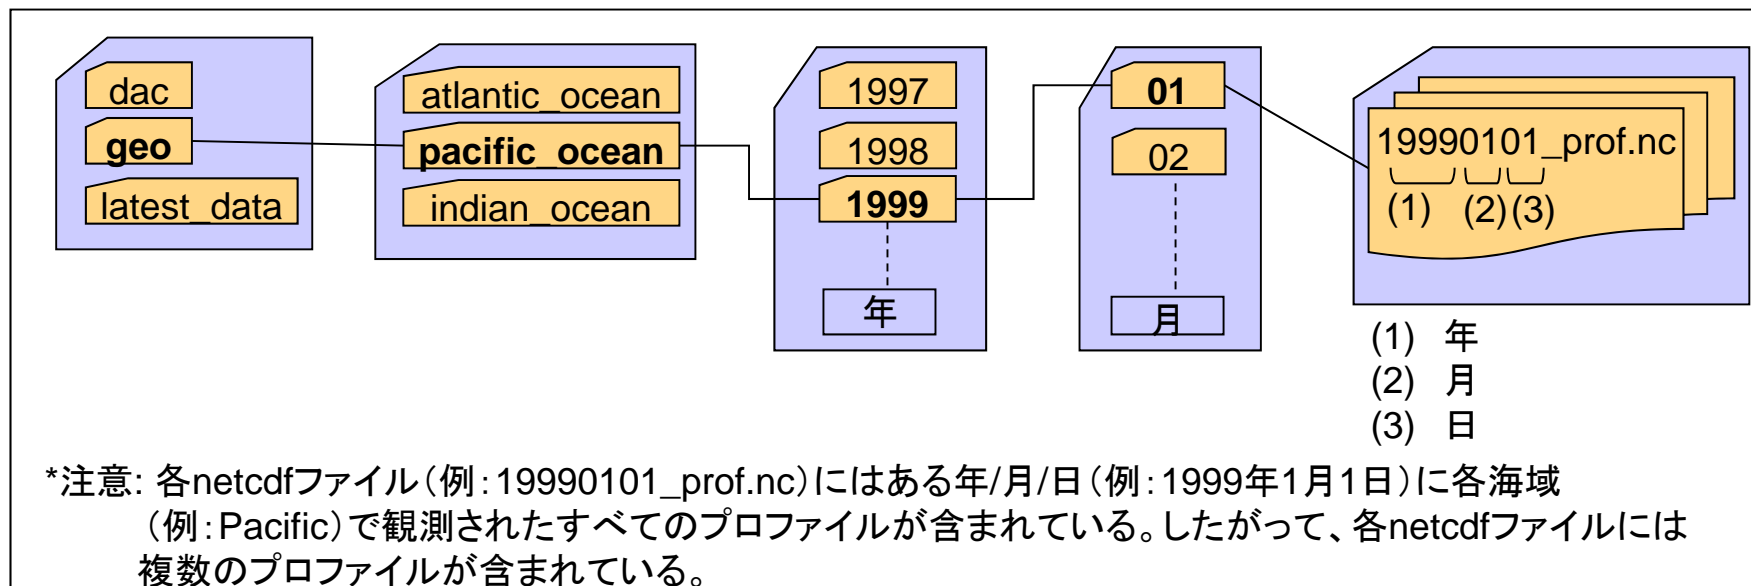 dac
geo
latest_data
atlantic_ocean
pacific_ocean
indian_ocean
1997
1998
1999
年
01
02
月
19990101_prof.nc
(1) (2) (3)
(1) 年
(2) 月
(3) 日
*注意: 各netcdfファイル(例:19990101_prof.nc)にはある年/月/日(例:1999年1月1日)に各海域
(例:Pacific)で観測されたすべてのプロファイルが含まれている。したがって、各netcdfファイルには
複数のプロファイルが含まれている。